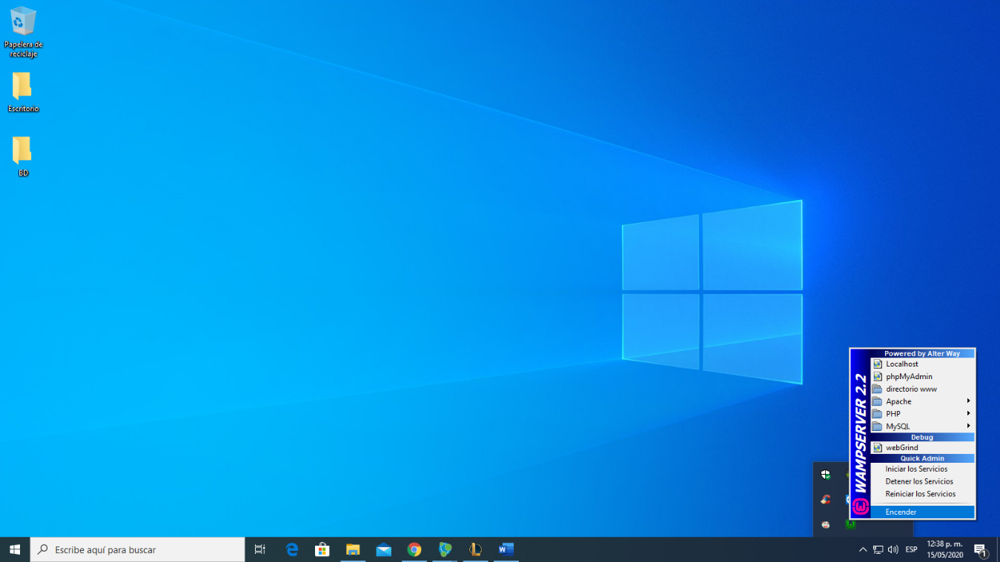 Papelera de
reciclaje
Escritorio
BD
WAMPSERVER 2.2
Powered by Alter Way
Localhost
phpMyAdmin
directorio www
Apache
PHP
MySQL
Debug
webGrind
Quick Admin
Iniciar los Servicios
Detener los Servicios
Reiniciar los Servicios
Encender
Escribe aquí para buscar
ESP
12:38 p. m.
15/05/2020
1